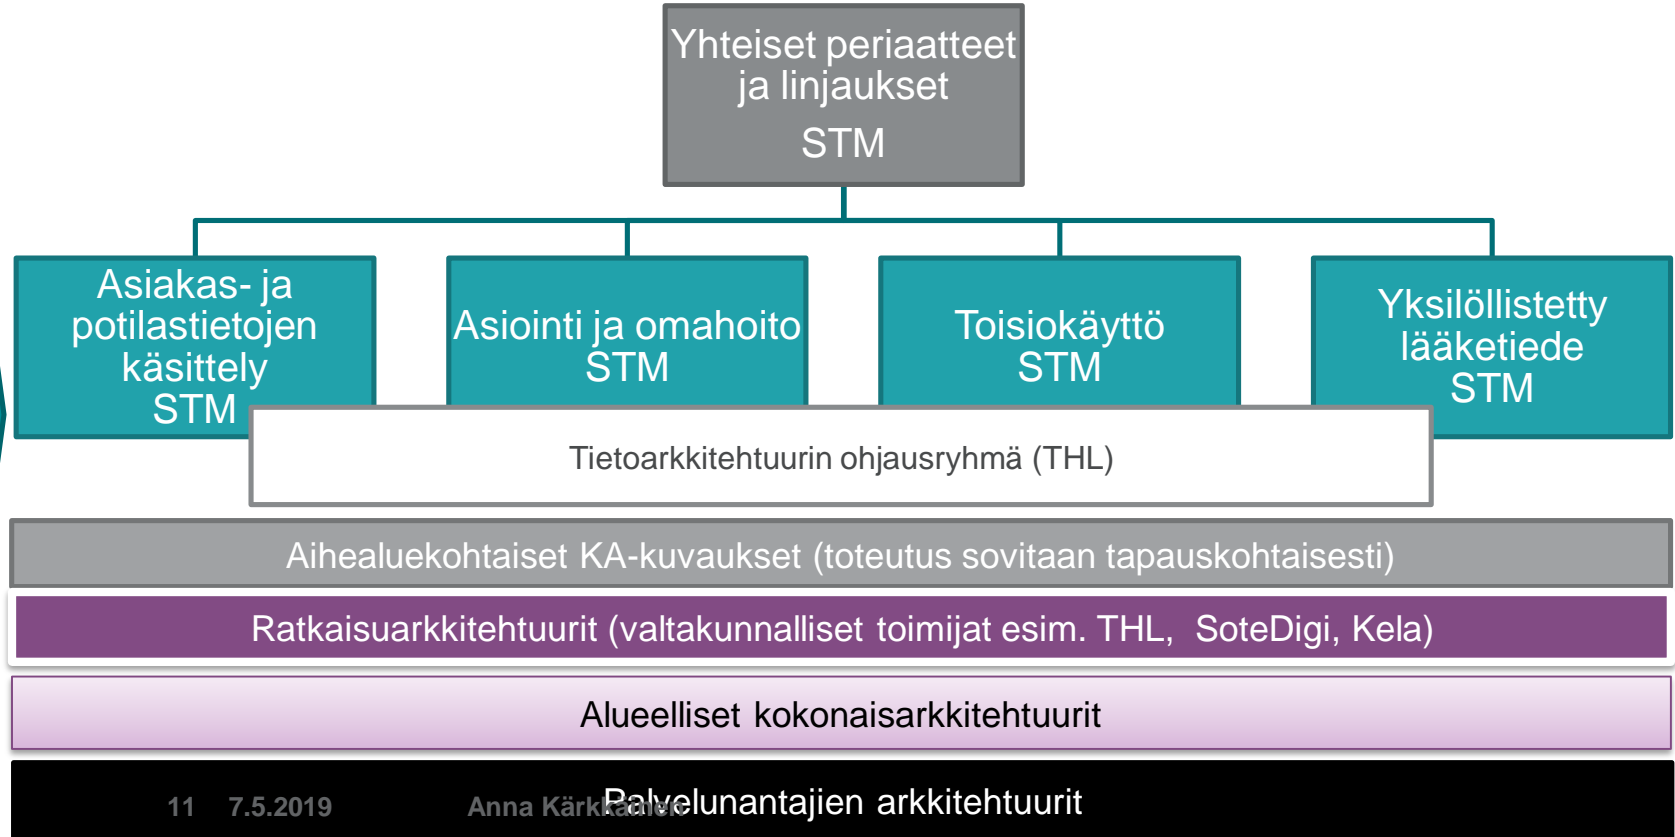 Yhteiset periaatteet
ja linjaukset
STM
Asiakas- ja
potilastietojen
käsittely
STM
Asiointi ja omahoito
STM
Toisiokäyttö
STM
Yksilöllistetty
lääketiede
STM
Tietoarkkitehtuurin ohjausryhmä (THL)
Aihealuekohtaiset KA-kuvaukset (toteutus sovitaan tapauskohtaisesti)
Ratkaisuarkkitehtuurit (valtakunnalliset toimijat esim. THL, SoteDigi, Kela)
Alueelliset kokonaisarkkitehtuurit
Palvelunantajien arkkitehtuurit
11 7.5.2019 Anna Kärkkäinen